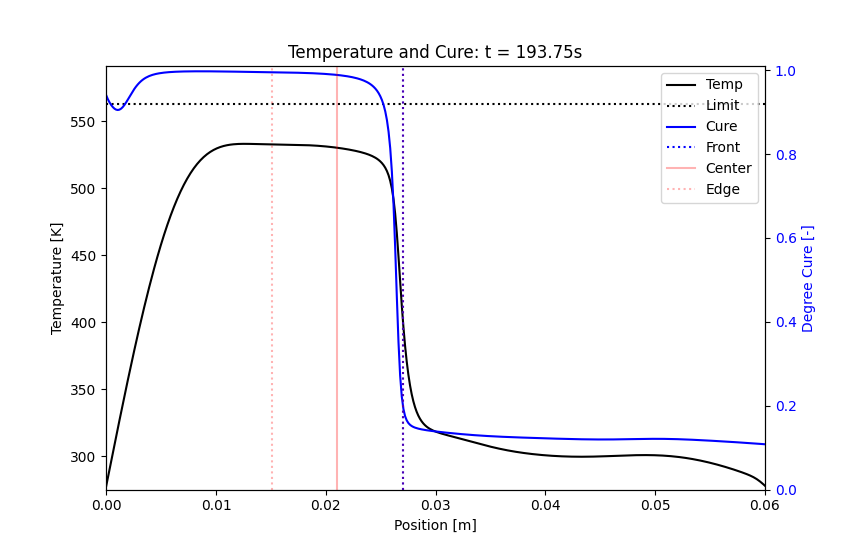 Temperature and Cure: t = 193.75s
Temp
Limit
Cure
Front
Center
Edge
Temperature [K]
550
500
450
400
350
300
Degree Cure [-]
1.0
0.8
0.6
0.4
0.2
0.0
0.00 0.01 0.02 0.03 0.04 0.05 0.06
Position [m]